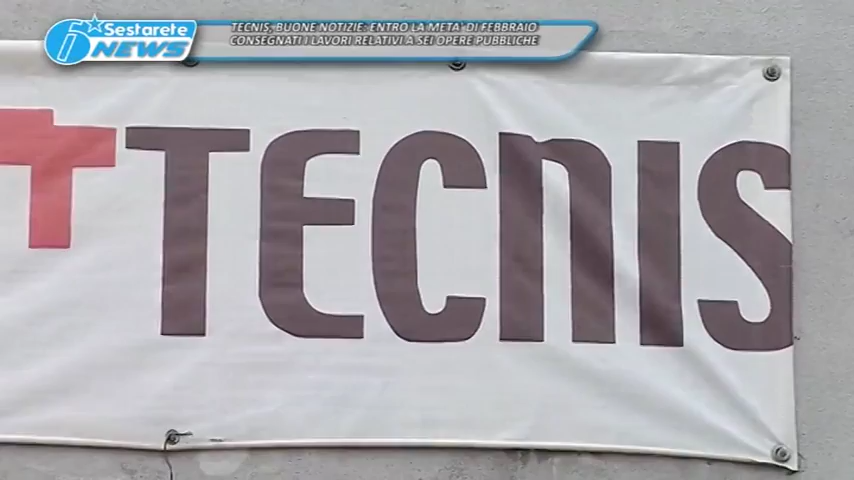 6 Sestarete
NEWS
TECNIS, BUONE NOTIZIE: ENTRO LA META' DI FEBBRAIO
CONSEGNATI I LAVORI RELATIVI A SEI OPERE PUBBLICHE
TECNIS